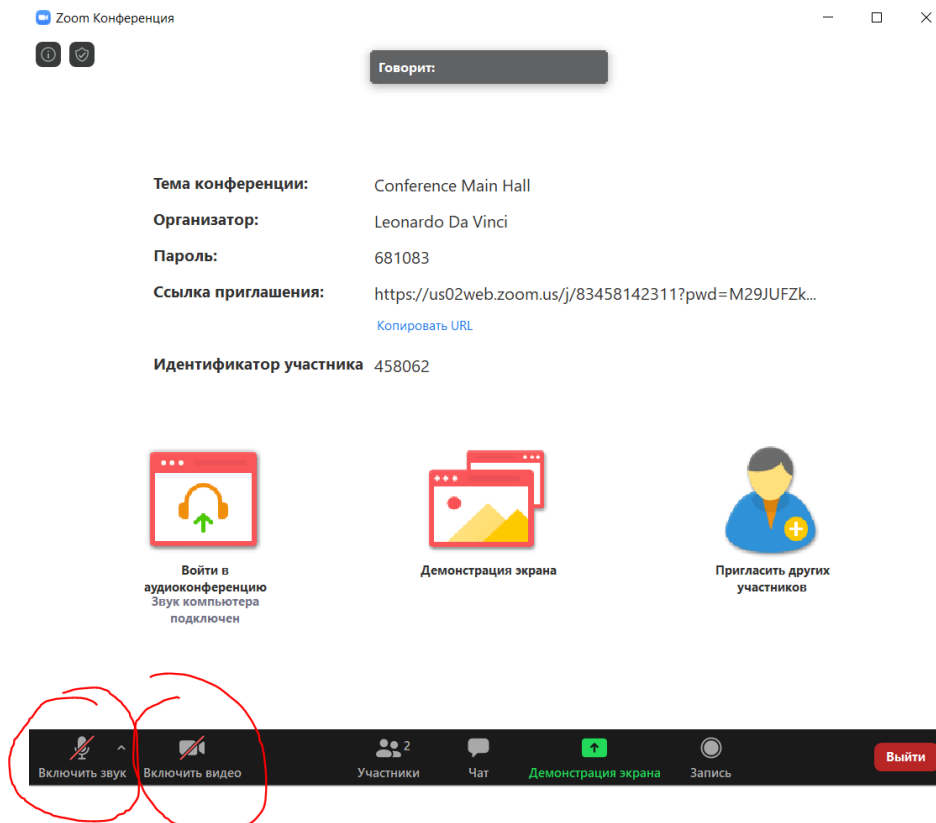 Zoom Конференция
Говорит:
Тема конференции: Conference Main Hall
Организатор: Leonardo Da Vinci
Пароль: 681083
Ссылка приглашения: https://us02web.zoom.us/j/83458142311?pwd=M29JUFZk...
Копировать URL
Идентификатор участника 458062
Войти в
аудиоконференцию
Звук компьютера
подключен
Демонстрация экрана
Пригласить других
участников
Включить звук
Включить видео
2
Участники
Чат
Демонстрация экрана
Запись
Выйти